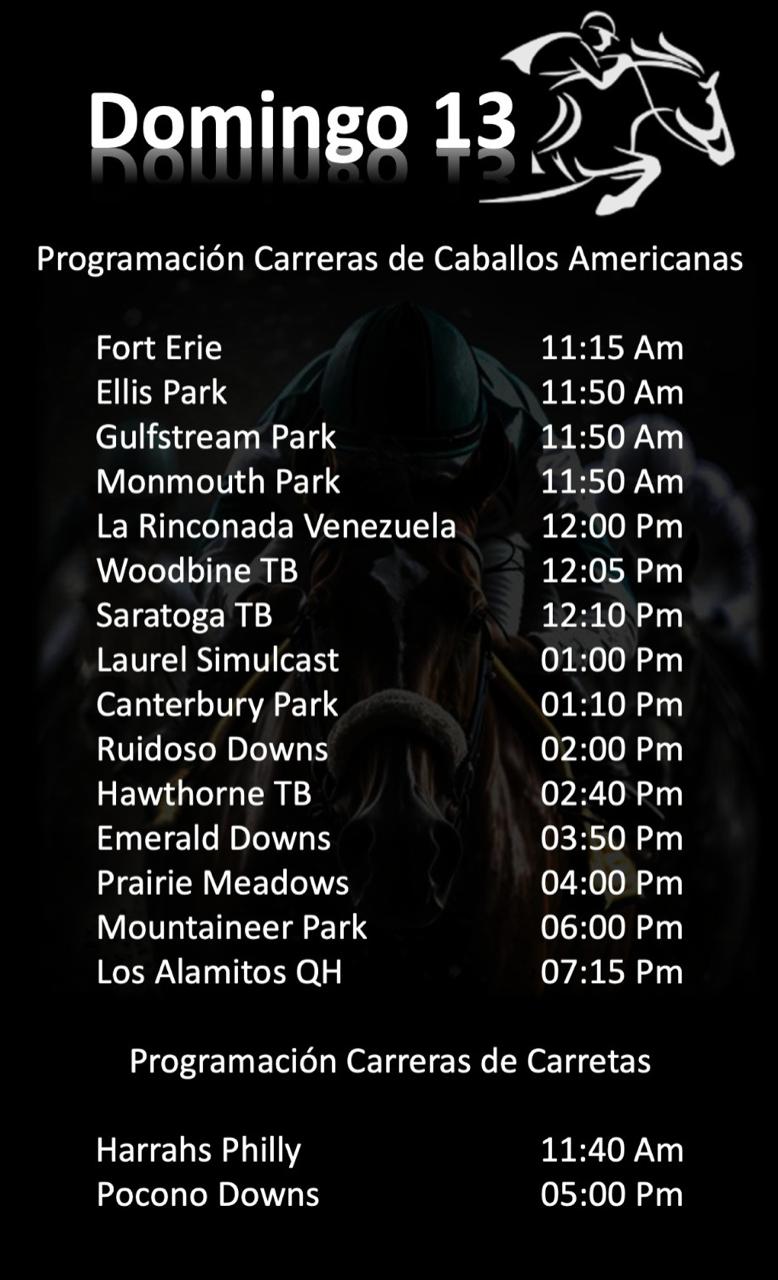 Domingo 13
Programación Carreras de Caballos Americanas
Fort Erie 11:15 Am
Ellis Park 11:50 Am
Gulfstream Park 11:50 Am
Monmouth Park 11:50 Am
La Rinconada Venezuela 12:00 Pm
Woodbine TB 12:05 Pm
Saratoga TB 12:10 Pm
Laurel Simulcast 01:00 Pm
Canterbury Park 01:10 Pm
Ruidoso Downs 02:00 Pm
Hawthorne TB 02:40 Pm
Emerald Downs 03:50 Pm
Prairie Meadows 04:00 Pm
Mountaineer Park 06:00 Pm
Los Alamitos QH 07:15 Pm
Programación Carreras de Carretas
Harrahs Philly 11:40 Am
Pocono Downs 05:00 Pm